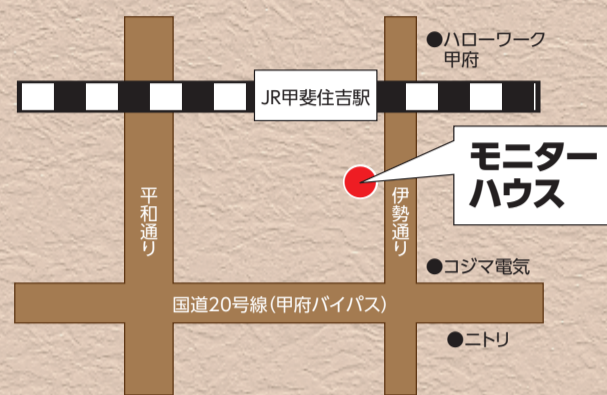 ●ハローワーク
甲府
JR甲斐住吉駅
モニター
ハウス
平和通り
伊勢通り
●コジマ電気
国道20号線(甲府バイパス)
●ニトリ